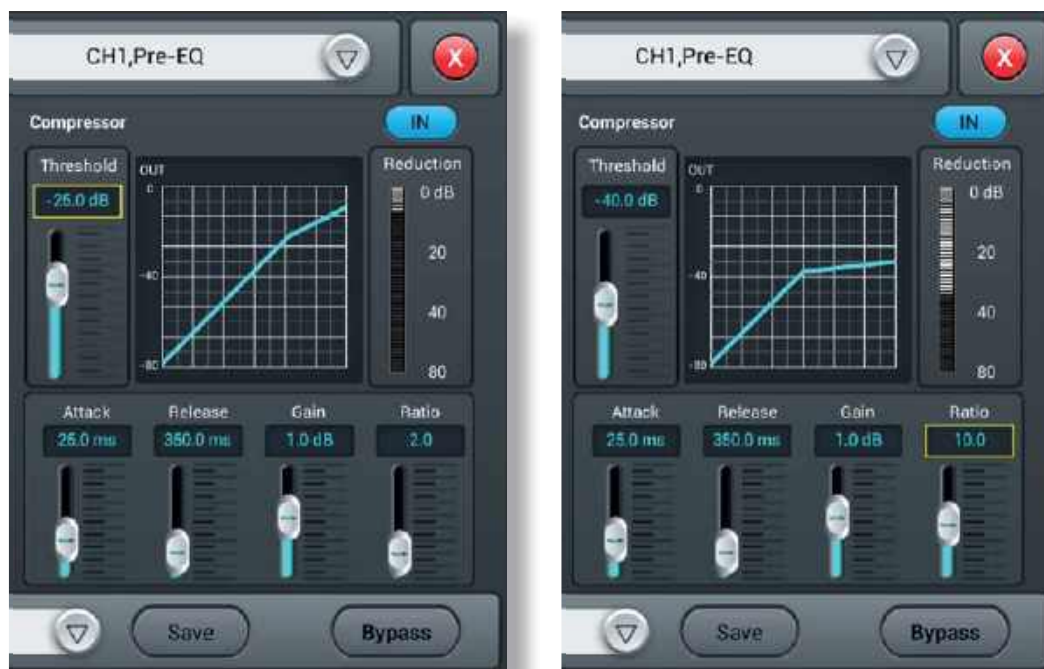 CH1,Pre-EQ
X
Compressor
IN
Threshold
-25.0 dB
OUT
0
-40
-80
Reduction
0 dB
20
40
80
Attack
Release
Gain
Ratio
25.0 ms
350.0 ms
1.0 dB
2.0
Save
Bypass
CH1,Pre-EQ
X
Compressor
IN
Threshold
-40.0 dB
OUT
0
-40
-80
Reduction
0 dB
20
40
80
Attack
Release
Gain
Ratio
25.0 ms
350.0 ms
1.0 dB
10.0
Save
Bypass